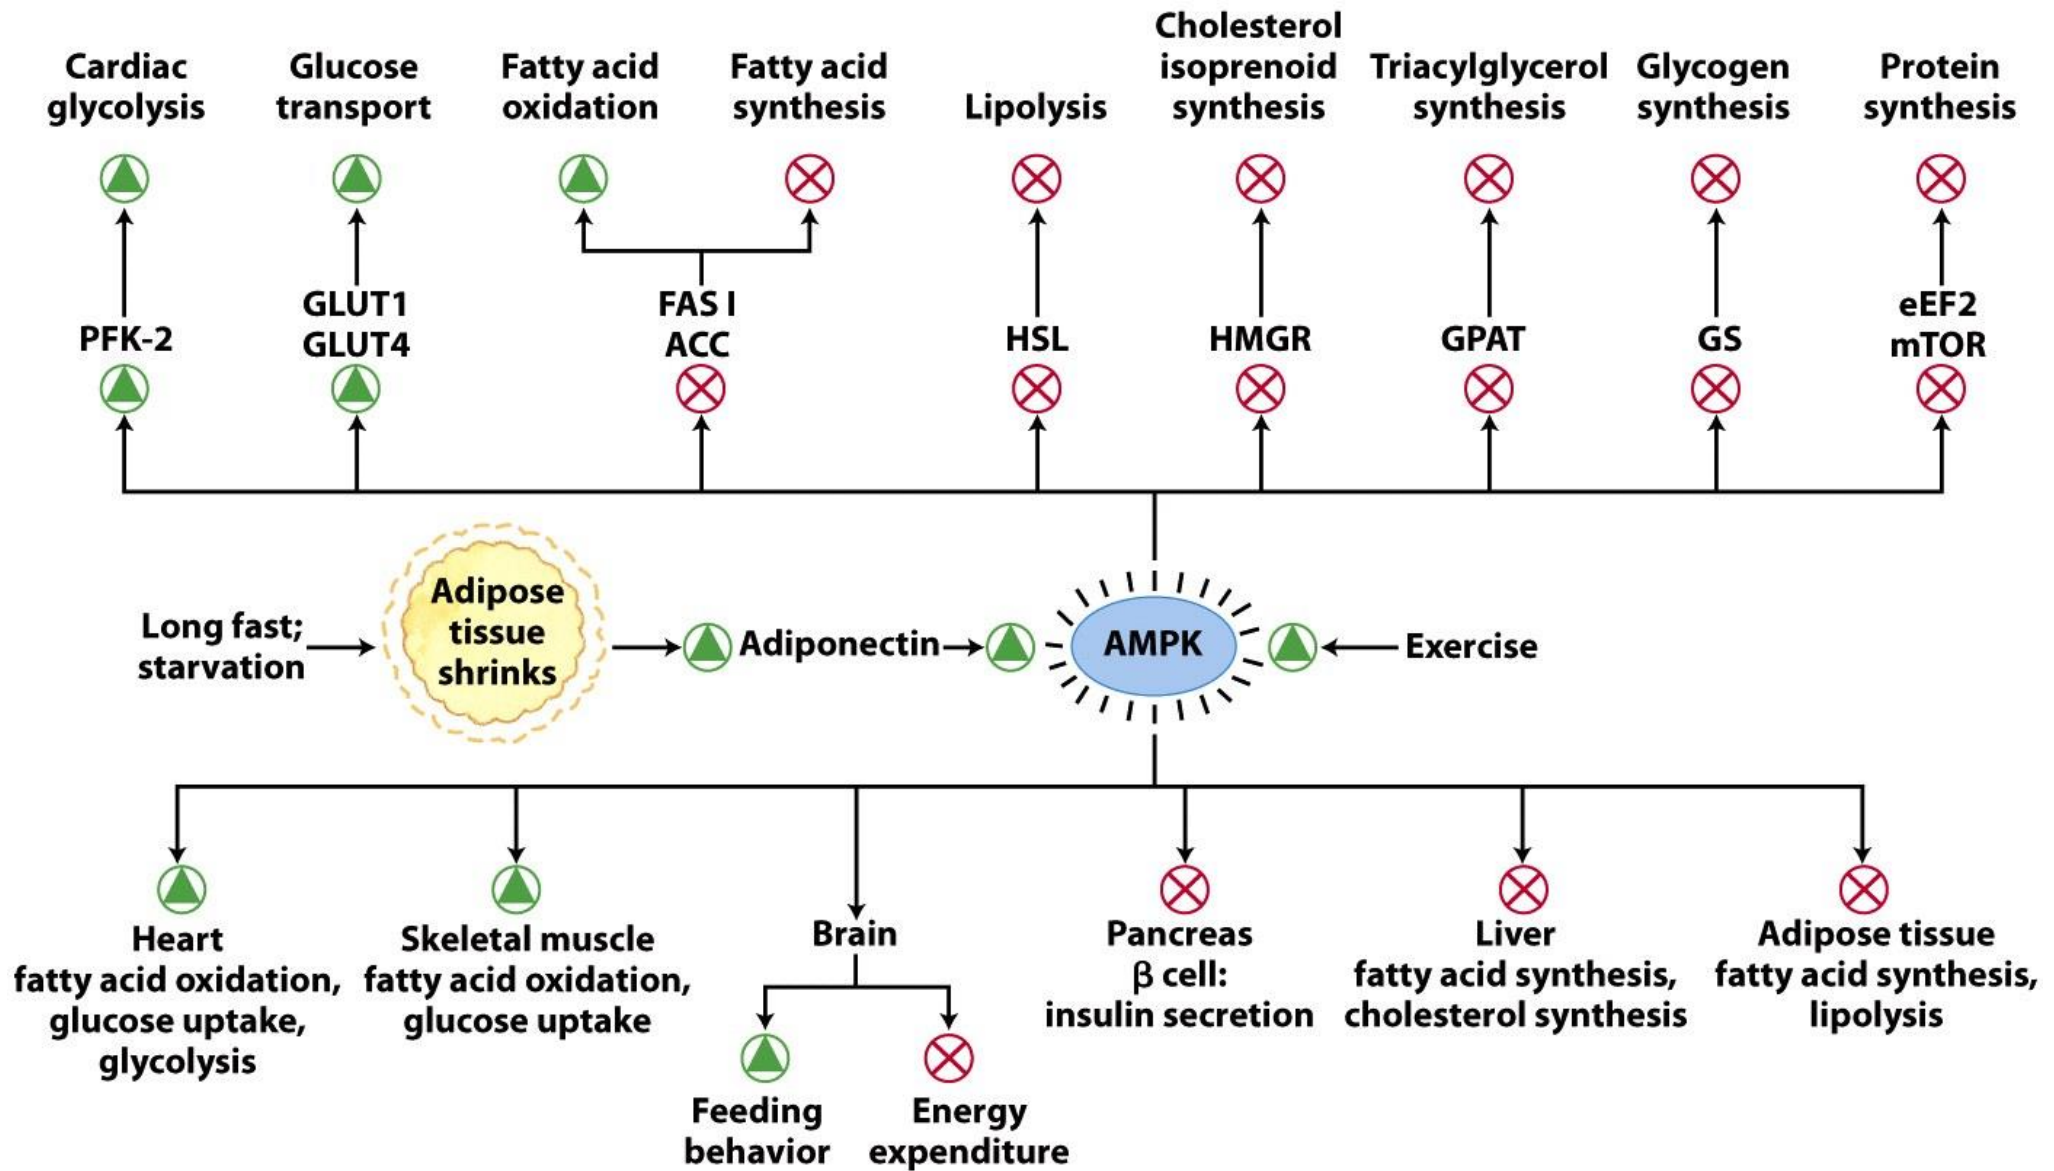 Cardiac
glycolysis
Glucose
transport
Fatty acid
oxidation
Fatty acid
synthesis
Lipolysis
Cholesterol
isoprenoid
synthesis
Triacylglycerol
synthesis
Glycogen
synthesis
Protein
synthesis
PFK-2
GLUT1
GLUT4
FAS I
ACC
HSL
HMGR
GPAT
GS
eEF2
mTOR
Long fast;
starvation
Adipose
tissue
shrinks
Adiponectin
AMPK
Exercise
Heart
fatty acid oxidation,
glucose uptake,
glycolysis
Skeletal muscle
fatty acid oxidation,
glucose uptake
Brain
Feeding
behavior
Energy
expenditure
Pancreas
β cell:
insulin secretion
Liver
fatty acid synthesis,
cholesterol synthesis
Adipose tissue
fatty acid synthesis,
lipolysis